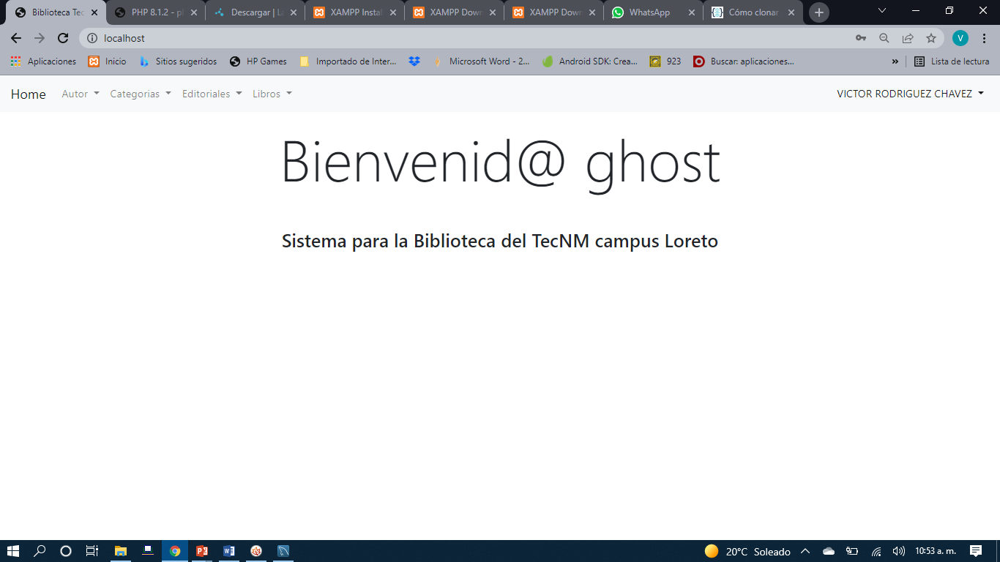 Biblioteca Tec
PHP 8.1.2 - p
Descargar | La
XAMPP Instal
XAMPP Down
XAMPP Down
WhatsApp
Cómo clonar
localhost
V
Aplicaciones
Inicio
Sitios sugeridos
HP Games
Importado de Inter...
Microsoft Word - 2...
Android SDK: Crea...
923
Buscar: aplicaciones...
»
Lista de lectura
Home Autor Categorias Editoriales Libros VICTOR RODRIGUEZ CHAVEZ
Bienvenid@ ghost
Sistema para la Biblioteca del TecNM campus Loreto
20°C Soleado 10:53 a. m.